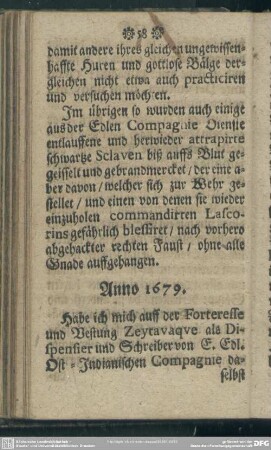 58
damit andere ihres gleichen ungewissen-
haffte Huren und gottlose Bälge der-
gleichen nicht etwa auch practiciren
und versuchen möchten.
Im übrigen so wurden auch einige
aus der Edlen Compagnie Dienste
entlauffene und herwieder attrapirte
schwartze Sclaven biß auffs Blut ge-
geisselt und gebrandmercket / der eine a-
ber davon / welcher sich zur Wehr ge-
stellet / und einen von denen sie wieder
einzuholen commandirten Lasco-
rins gefährlich blessiret / nach vorhero
abgehackter rechten Faust / ohne alle
Gnade auffgehangen.
Anno 1679.
Habe ich mich auff der Forteresse
und Vestung Zeytavaqve als Di-
spensier und Schreiber von E. Edl.
Ost-Indianischen Compagnie da-
selbst